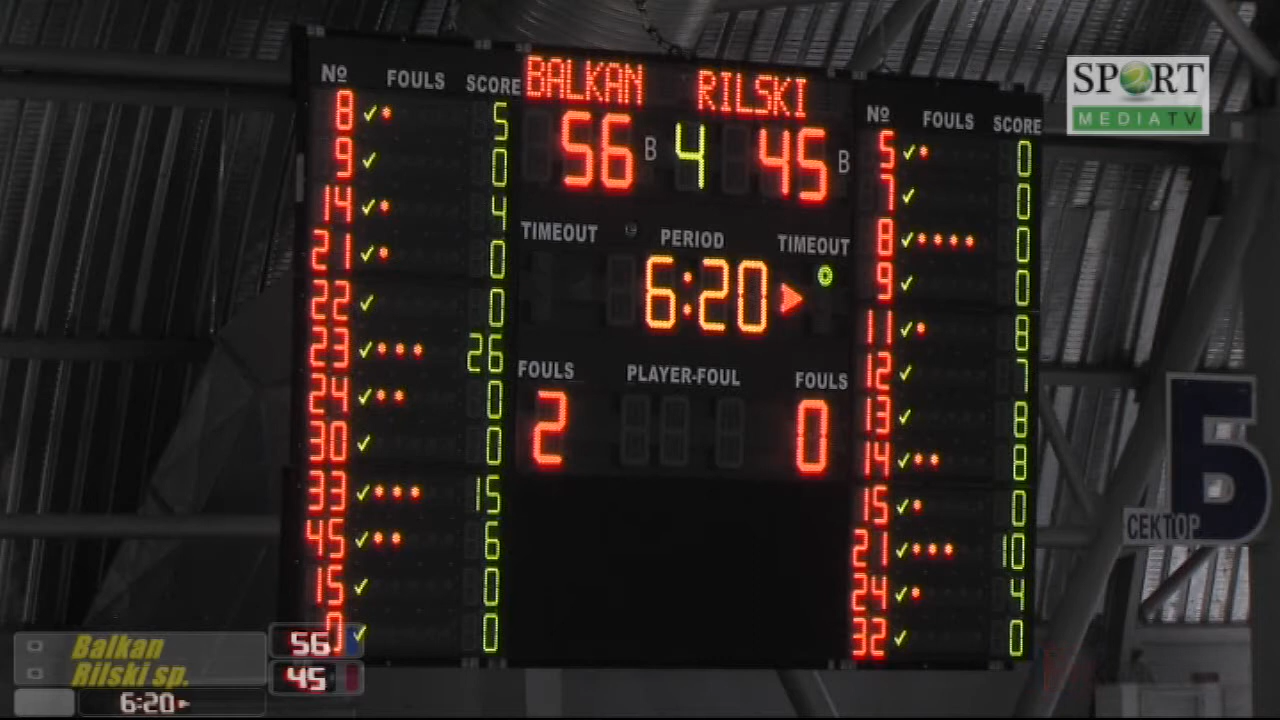 SPORT
MEDIATV
BALKAN RILSKI
Nº FOULS SCORE
56 B 4 45 B
Nº FOULS SCORE
TIMEOUT PERIOD TIMEOUT
6:20
FOULS PLAYER-FOUL FOULS
2 0
8 5
9 0
14 4
21 0
22 0
23 26
24 0
30 0
33 15
45 6
15 0
0 0
5 0
7 0
8 0
9 0
11 8
12 7
13 8
14 8
15 0
21 10
24 4
32 0
Б
СЕКТОР
Balkan 56
Rilski sp. 45
6:20